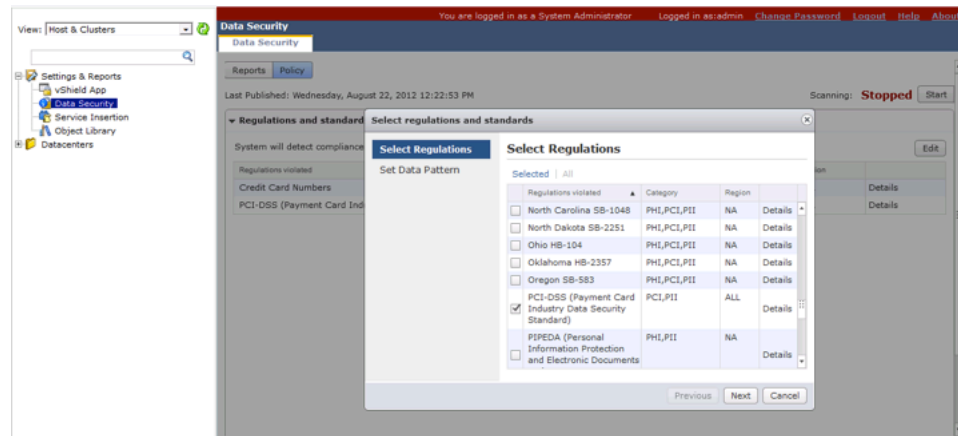 You are logged in as a System Administrator Logged in as:admin Change Password Logout Help About
View: Host & Clusters
Data Security
Data Security
Settings & Reports
vShield App
Data Security
Service Insertion
Object Library
Datacenters
Reports Policy
Last Published: Wednesday, August 22, 2012 12:22:53 PM
Scanning: Stopped Start
Regulations and standard
System will detect compliance
Edit
Regulations violated
Credit Card Numbers
Details
PCI-DSS (Payment Card Ind
Details
Select regulations and standards
Select Regulations
Set Data Pattern
Select Regulations
Selected | All
Regulations violated Category Region
North Carolina SB-1048 PHI,PCI,PII NA Details
North Dakota SB-2251 PHI,PCI,PII NA Details
Ohio HB-104 PHI,PCI,PII NA Details
Oklahoma HB-2357 PHI,PCI,PII NA Details
Oregon SB-583 PHI,PCI,PII NA Details
PCI-DSS (Payment Card PCI,PII ALL
Industry Data Security Details
Standard)
PIPEDA (Personal PHI,PII NA
Information Protection
and Electronic Documents Details
Previous Next Cancel